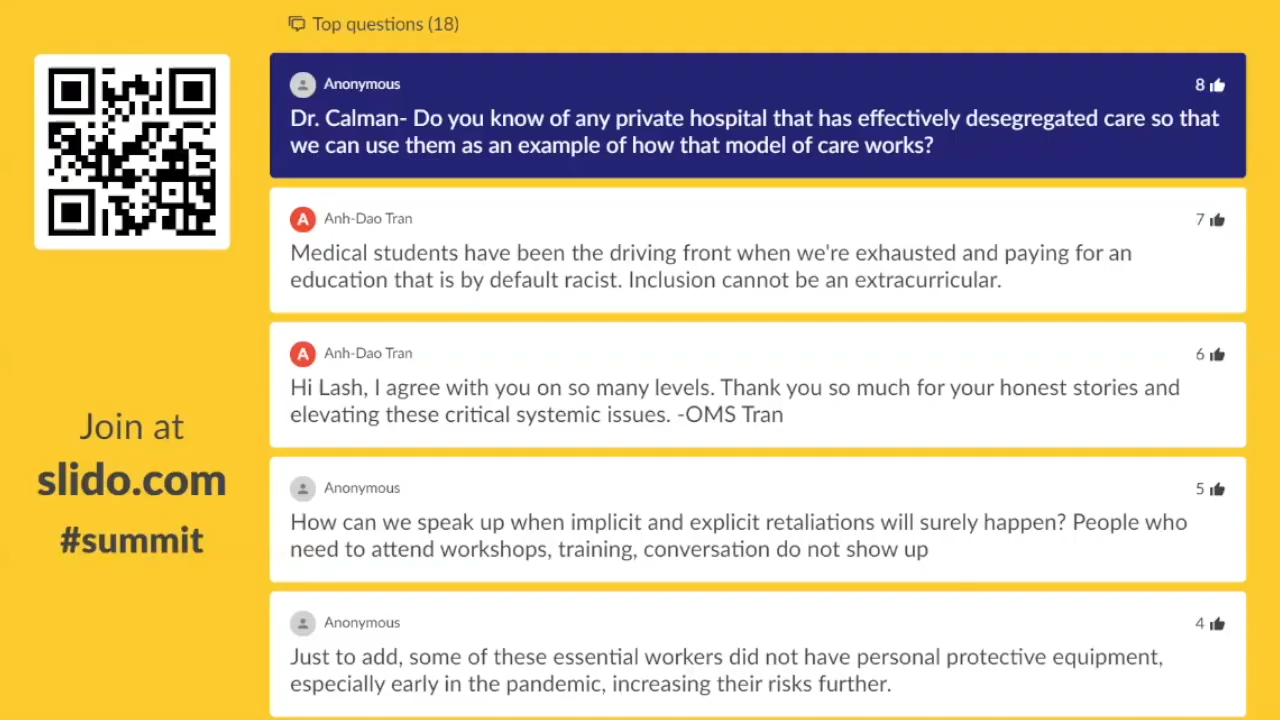 Top questions (18)
Anonymous
8
Dr. Calman- Do you know of any private hospital that has effectively desegregated care so that
we can use them as an example of how that model of care works?
A Anh-Dao Tran
7
Medical students have been the driving front when we're exhausted and paying for an
education that is by default racist. Inclusion cannot be an extracurricular.
A Anh-Dao Tran
6
Hi Lash, I agree with you on so many levels. Thank you so much for your honest stories and
elevating these critical systemic issues. -OMS Tran
Anonymous
5
How can we speak up when implicit and explicit retaliations will surely happen? People who
need to attend workshops, training, conversation do not show up
Anonymous
4
Just to add, some of these essential workers did not have personal protective equipment,
especially early in the pandemic, increasing their risks further.
Join at
slido.com
#summit